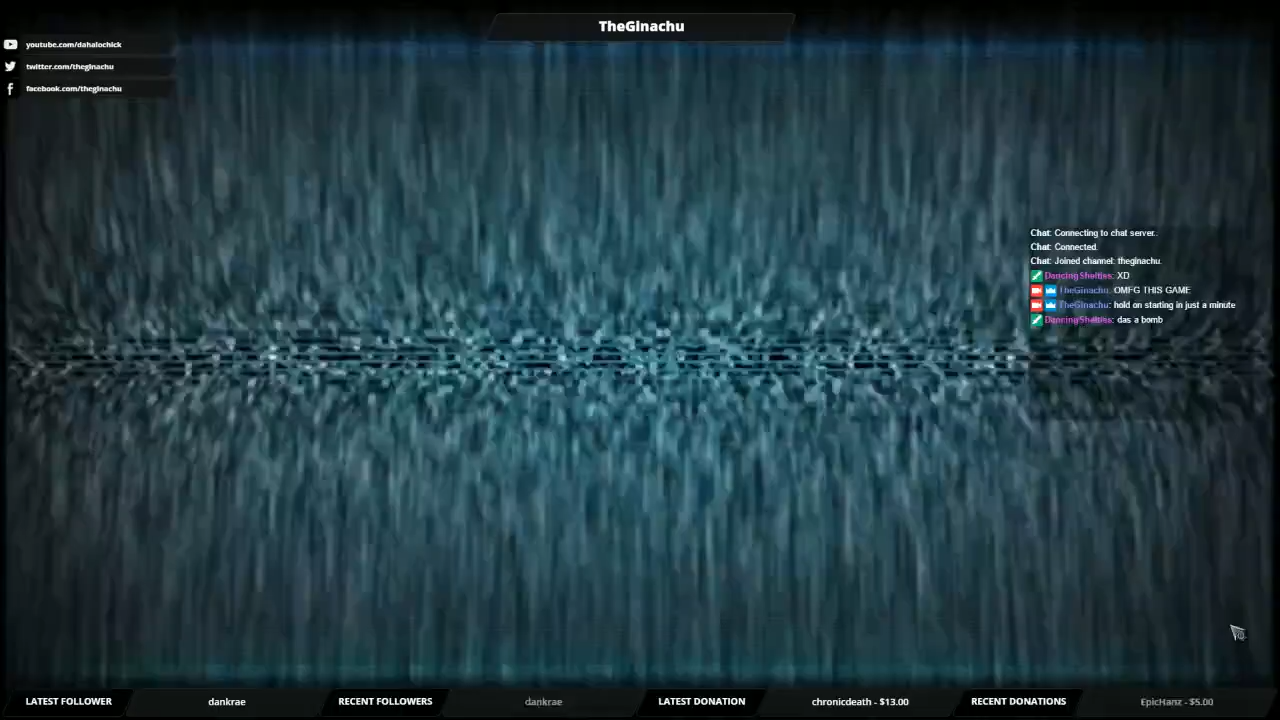 TheGinachu
youtube.com/dahalochick
twitter.com/theginachu
facebook.com/theginachu
Chat: Connecting to chat server..
Chat: Connected.
Chat: Joined channel: theginachu.
DancingShelties: XD
TheGinachu: OMFG THIS GAME
TheGinachu: hold on starting in just a minute
DancingShelties: das a bomb
LATEST FOLLOWER dankrae RECENT FOLLOWERS dankrae LATEST DONATION chronicdeath - $13.00 RECENT DONATIONS EpicHanz - $5.00